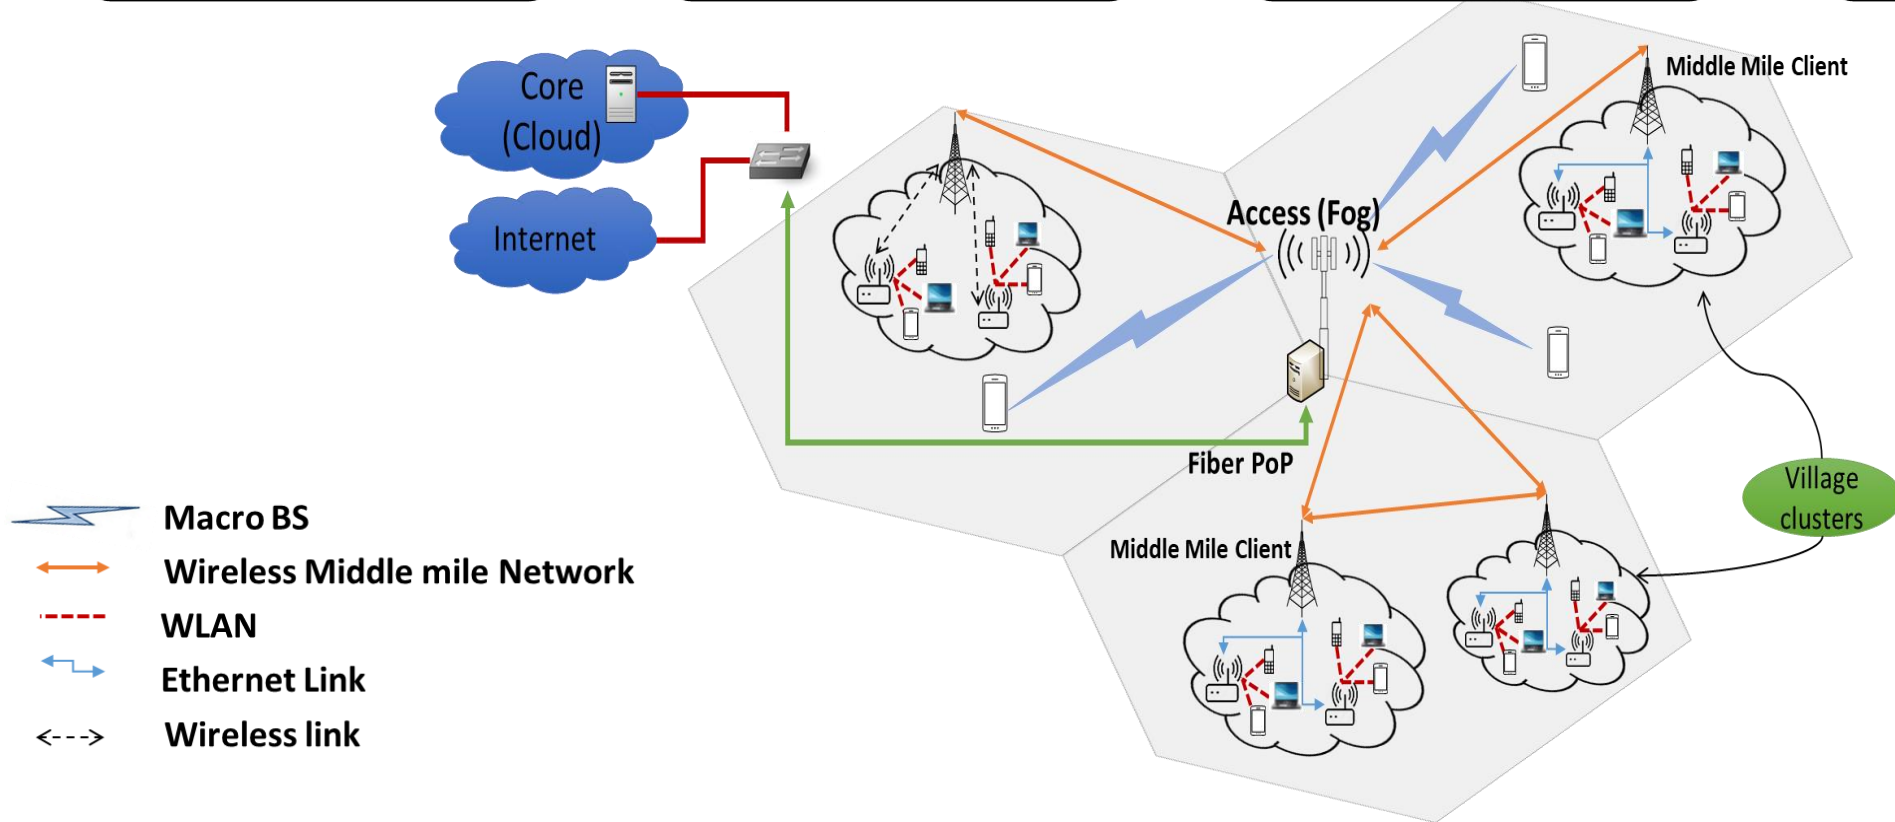 Core
(Cloud)
Internet
Middle Mile Client
Access (Fog)
Fiber PoP
Middle Mile Client
Village
clusters
Macro BS
Wireless Middle mile Network
WLAN
Ethernet Link
Wireless link